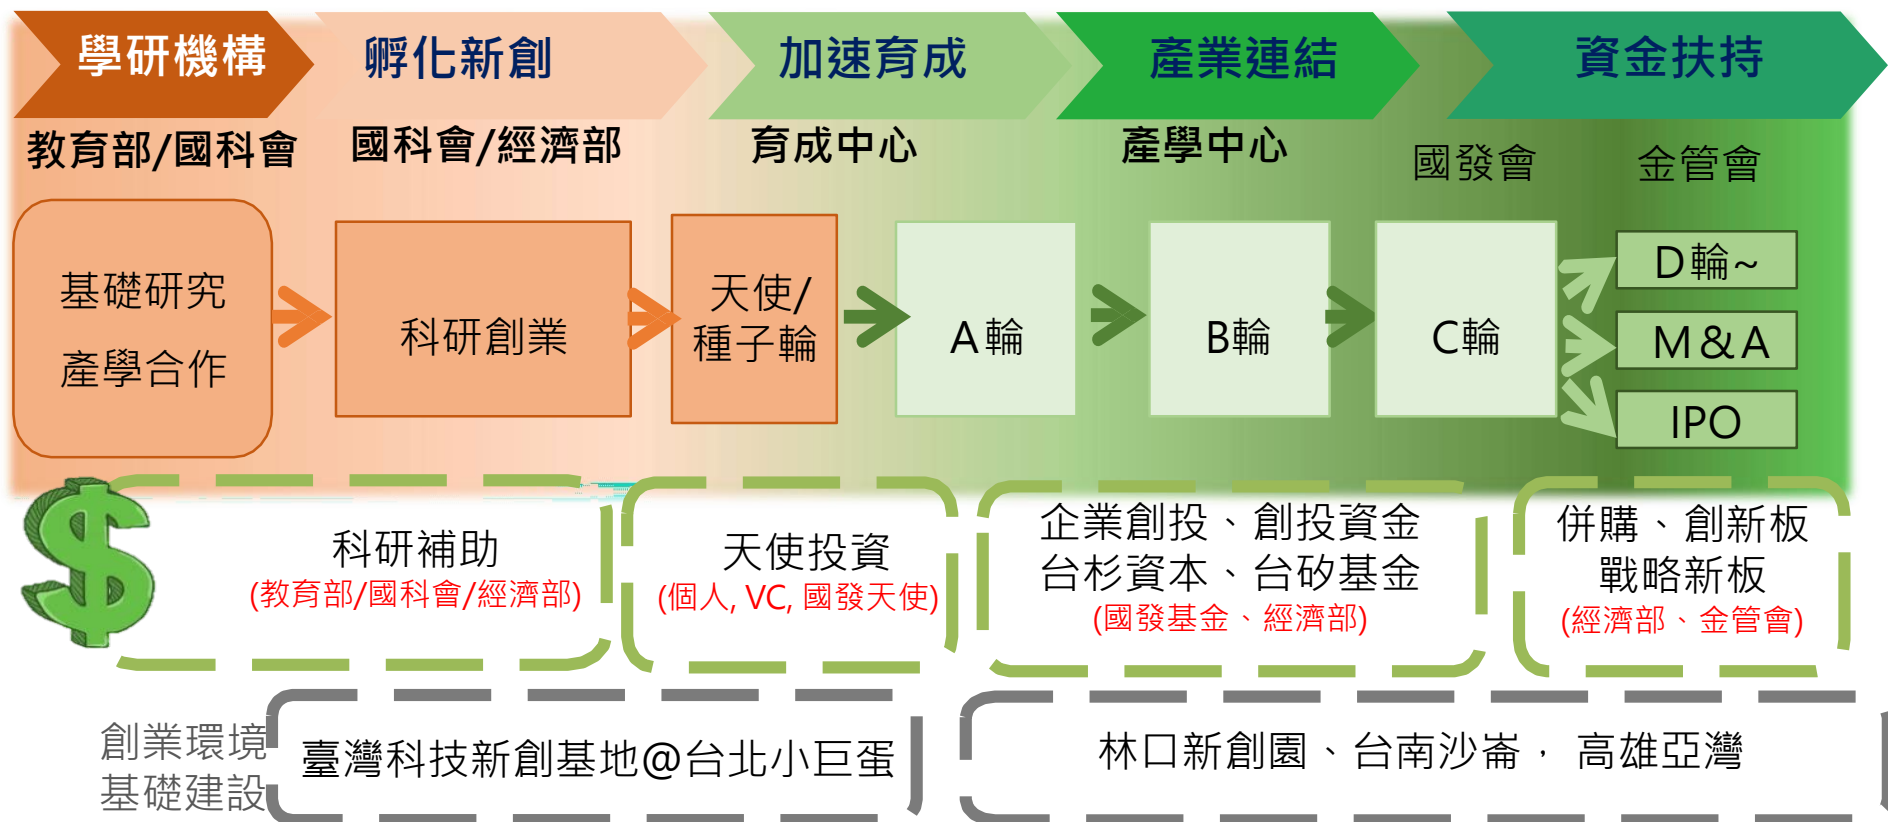 學研機構
孵化新創
加速育成
產業連結
資金扶持
教育部/國科會
國科會/經濟部
育成中心
產學中心
國發會
金管會
基礎研究
產學合作
科研創業
天使/
種子輪
A輪
B輪
C輪
D輪~
M＆A
IPO
科研補助
(教育部/國科會/經濟部)
天使投資
(個人, VC, 國發天使)
企業創投、創投資金
台杉資本、台矽基金
(國發基金、經濟部)
併購、創新板
戰略新板
(經濟部、金管會)
創業環境
基礎建設
臺灣科技新創基地@台北小巨蛋
林口新創園、台南沙崙， 高雄亞灣